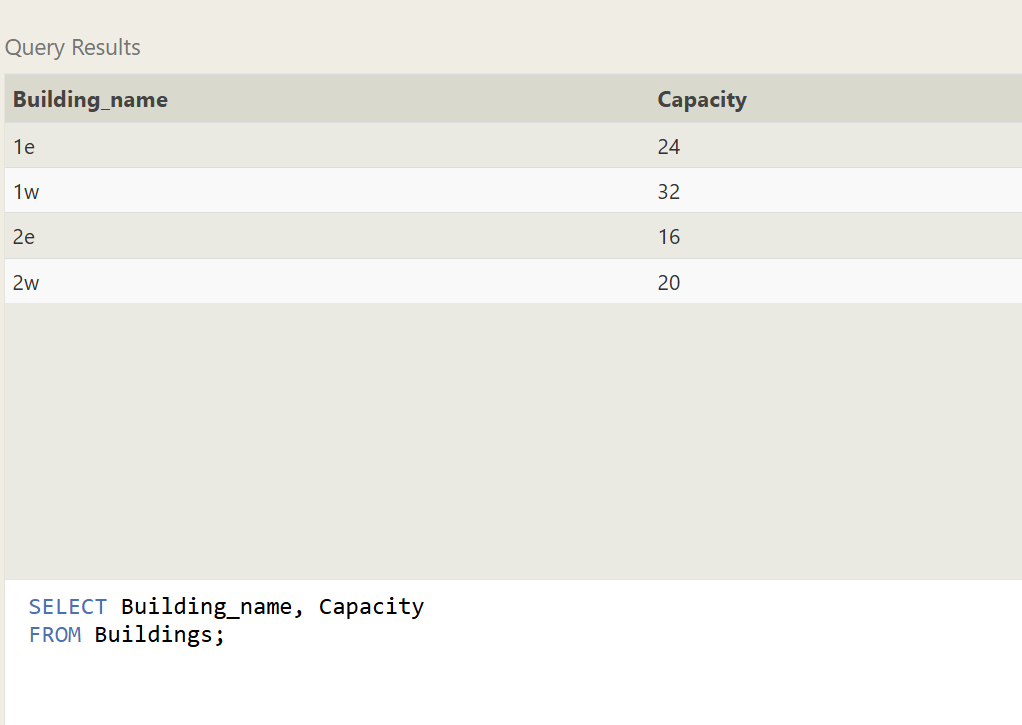 Query Results
Building_name Capacity
1e 24
1w 32
2e 16
2w 20
SELECT Building_name, Capacity
FROM Buildings;